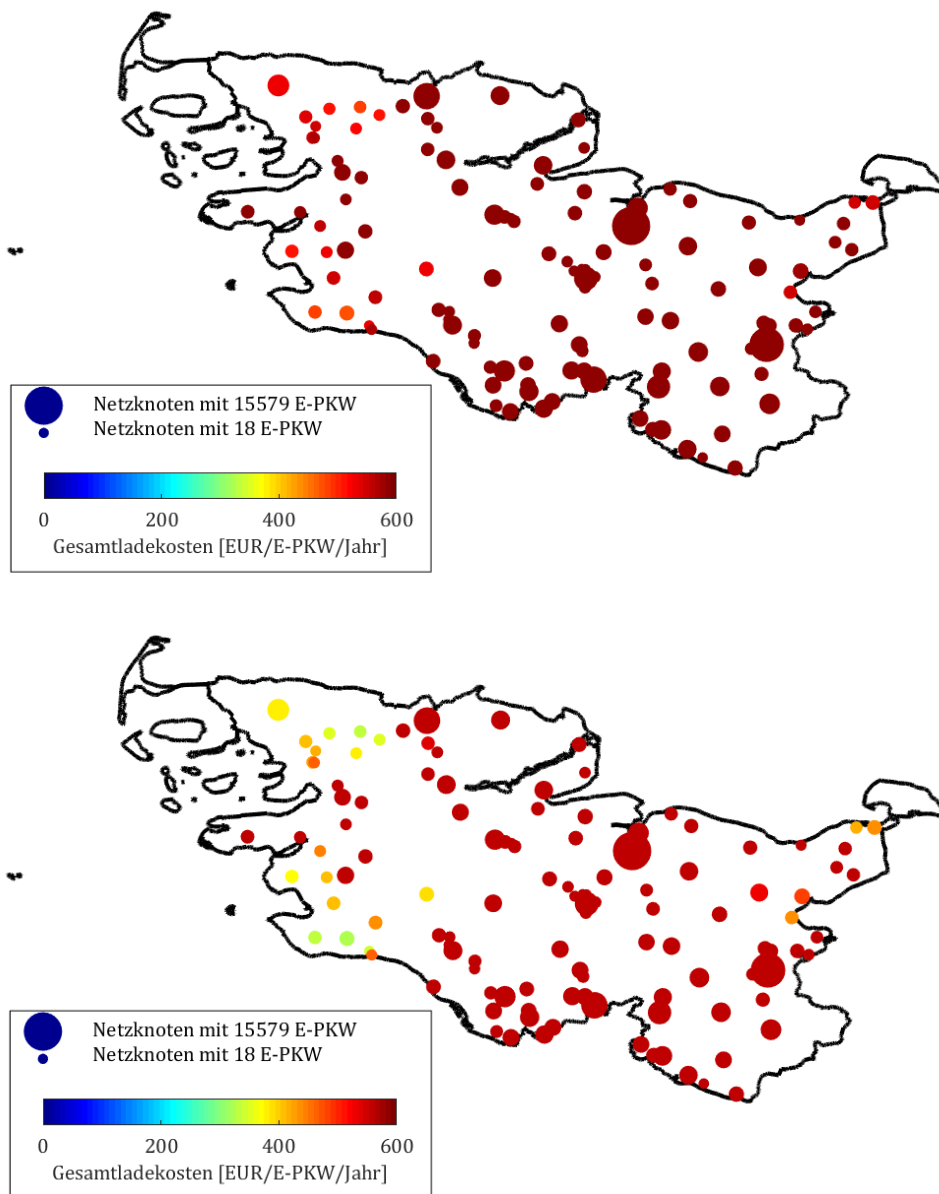 Netzknoten mit 15579 E-PKW
Netzknoten mit 18 E-PKW
0 200 400 600
Gesamtladekosten [EUR/E-PKW/Jahr]
Netzknoten mit 15579 E-PKW
Netzknoten mit 18 E-PKW
0 200 400 600
Gesamtladekosten [EUR/E-PKW/Jahr]